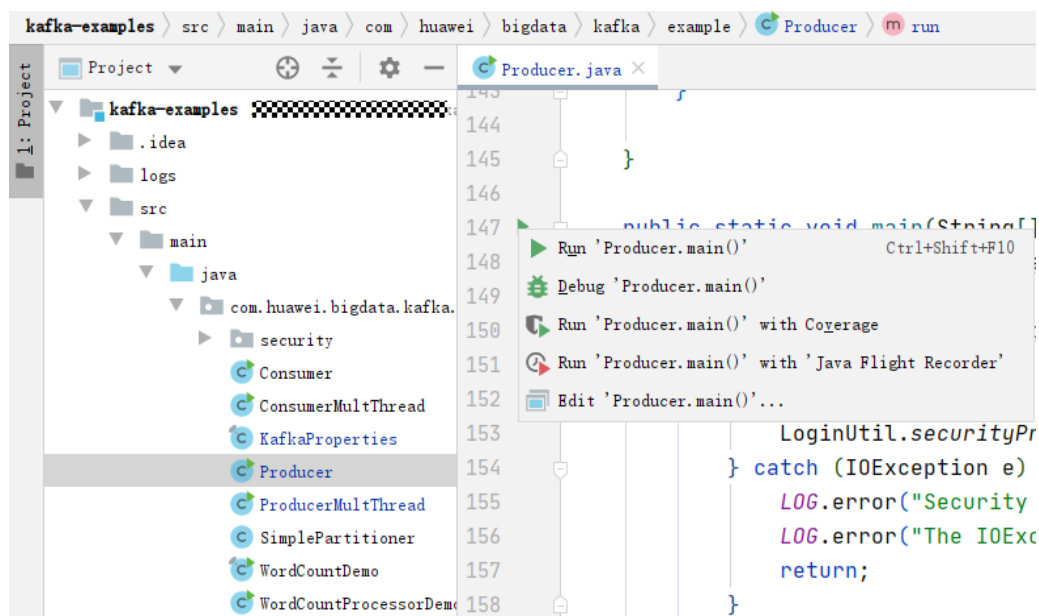 kafka-examples src main java com huawei bigdata kafka example Producer m run
1: Project
Project
Producer.java
kafka-examples
.idea
logs
src
main
java
com.huawei.bigdata.kafka.
security
C Consumer
C ConsumerMultThread
C KafkaProperties
C Producer
C ProducerMultThread
C SimplePartitioner
C WordCountDemo
C WordCountProcessorDemo
143 }
144
145 }
146
147 public static void main(String[]
148
149
150
151
152
Run 'Producer.main()' Ctrl+Shift+F10
Debug 'Producer.main()'
Run 'Producer.main()' with Coverage
Run 'Producer.main()' with 'Java Flight Recorder'
Edit 'Producer.main()'...
153 LoginUtil.securityPr
154 } catch (IOException e)
155 LOG.error("Security
156 LOG.error("The IOExc
157 return;
158 }